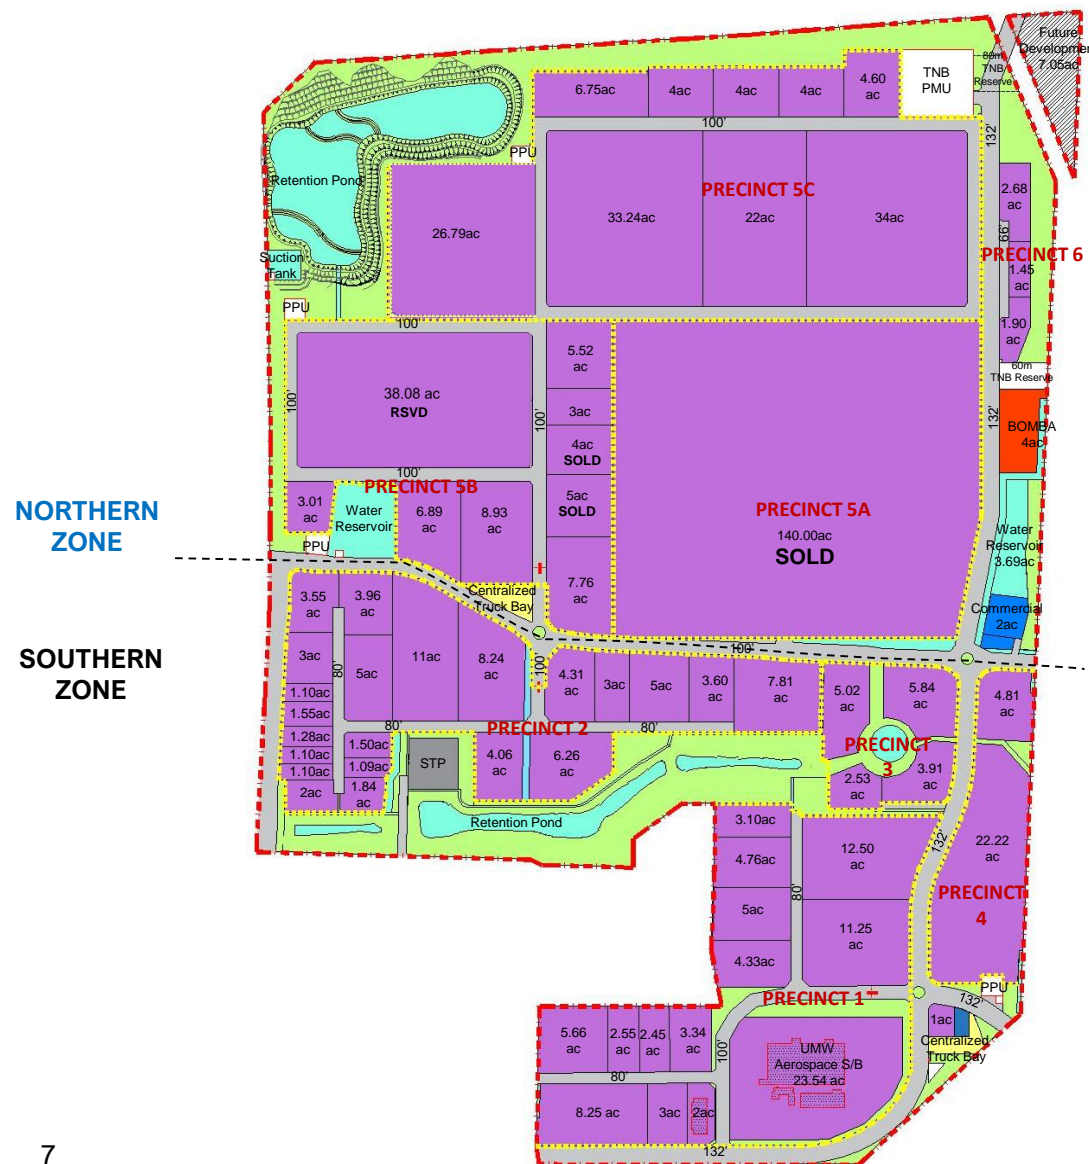 Future
Development
7.05ac
80m
TNB
Reserve
TNB
PMU
6.75ac
4ac
4ac
4ac
4.60
ac
100'
132'
PPU
Retention Pond
26.79ac
PRECINCT 5C
33.24ac
22ac
34ac
2.68
ac
66'
PRECINCT 6
1.45
ac
1.90
ac
Suction
Tank
PPU
100'
60m
TNB Reserve
132'
BOMBA
4ac
100'
38.08 ac
RSVD
100'
5.52
ac
3ac
4ac
SOLD
5ac
SOLD
100'
PRECINCT 5B
PRECINCT 5A
140.00ac
SOLD
3.01
ac
Water
Reservoir
6.89
ac
8.93
ac
7.76
ac
PPU
Water
Reservoir
3.69ac
NORTHERN
ZONE
Centralized
Truck Bay
Commercial
2ac
SOUTHERN
ZONE
3.55
ac
3.96
ac
3ac
80'
5ac
11ac
8.24
ac
100'
100'
4.31
ac
3ac
5ac
3.60
ac
7.81
ac
5.02
ac
5.84
ac
4.81
ac
1.10ac
1.55ac
1.28ac
1.10ac
1.10ac
2ac
80'
1.50ac
1.09ac
1.84
ac
PRECINCT 2
80'
STP
4.06
ac
6.26
ac
PRECINCT
3
2.53
ac
3.91
ac
Retention Pond
3.10ac
4.76ac
5ac
4.33ac
80'
12.50
ac
11.25
ac
132'
22.22
ac
PRECINCT
4
PRECINCT 1
PPU
132'
1ac
Centralized
Truck Bay
5.66
ac
2.55
ac
2.45
ac
3.34
ac
100'
UMW
Aerospace S/B
23.54 ac
80'
8.25 ac
3ac
2ac
132'
7